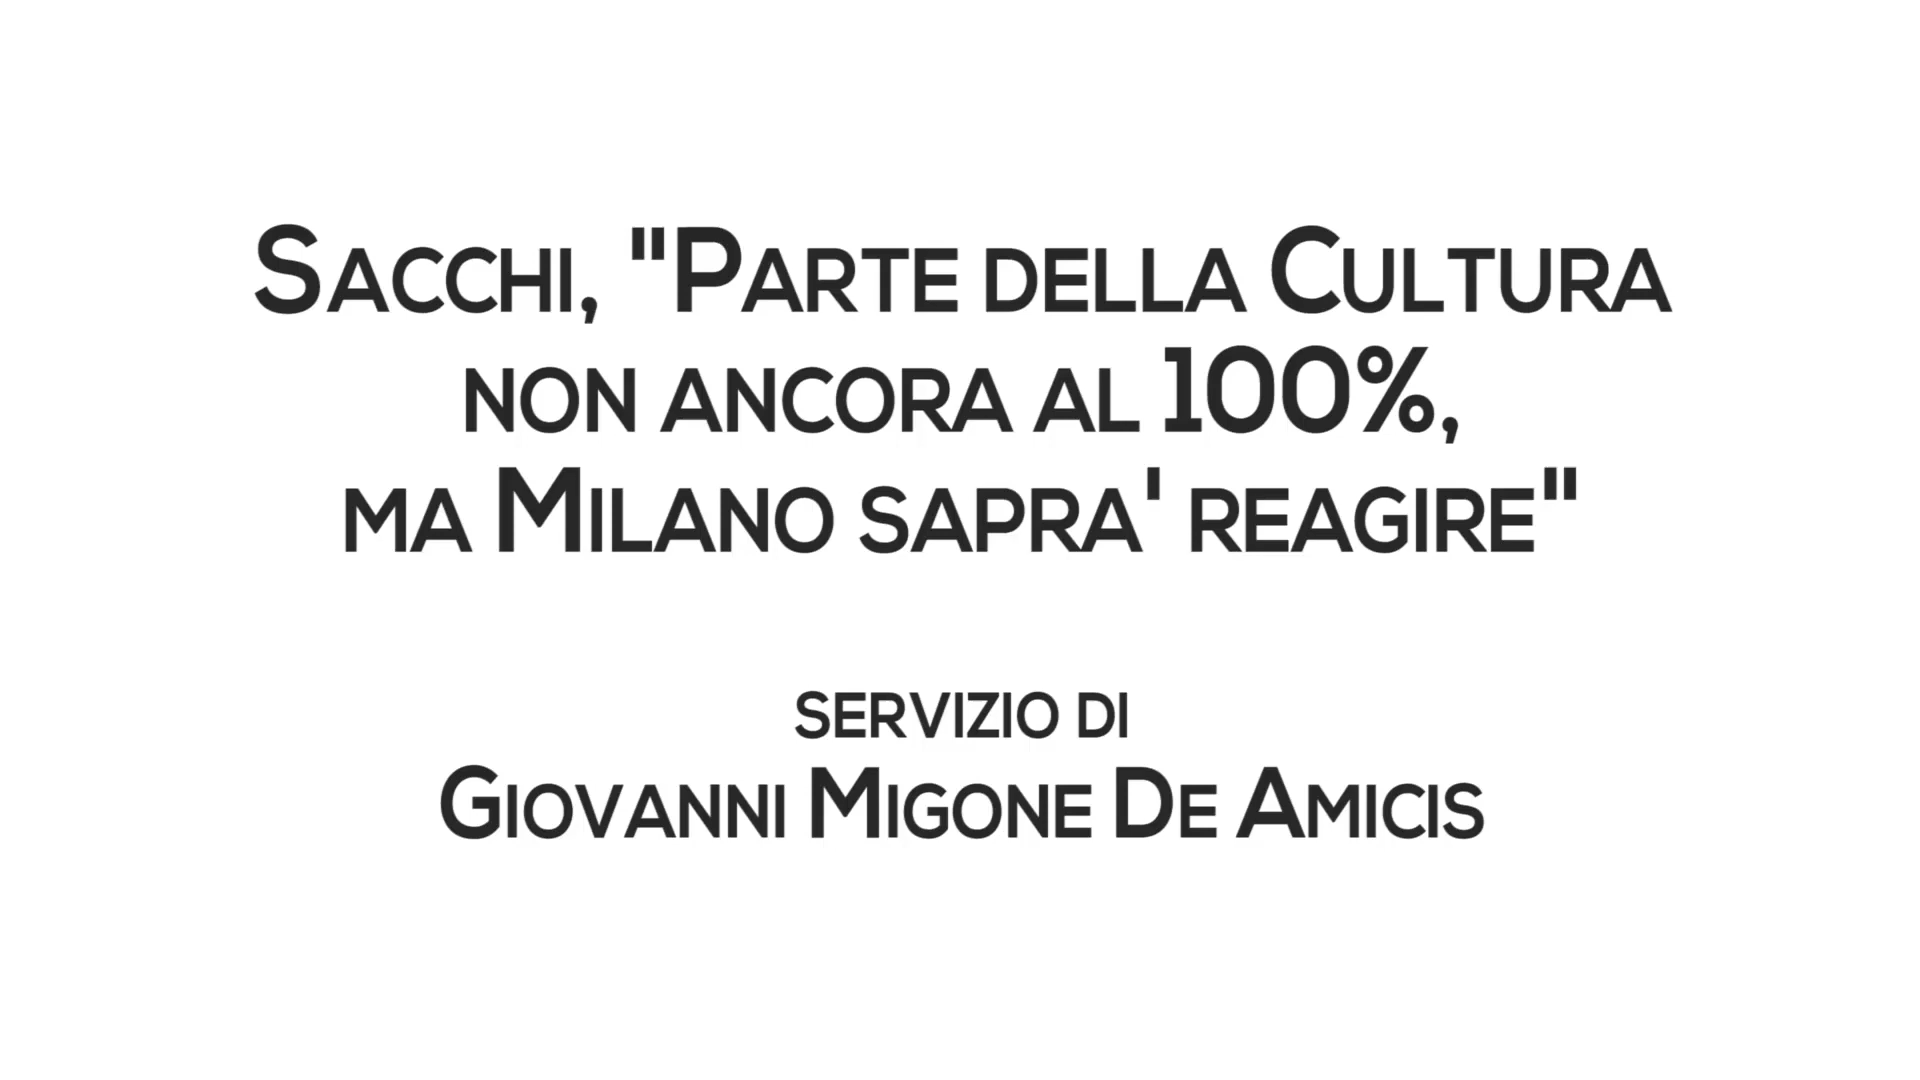 Sacchi, "Parte della Cultura
non ancora al 100%,
ma Milano sapra' reagire"
servizio di
Giovanni Migone De Amicis